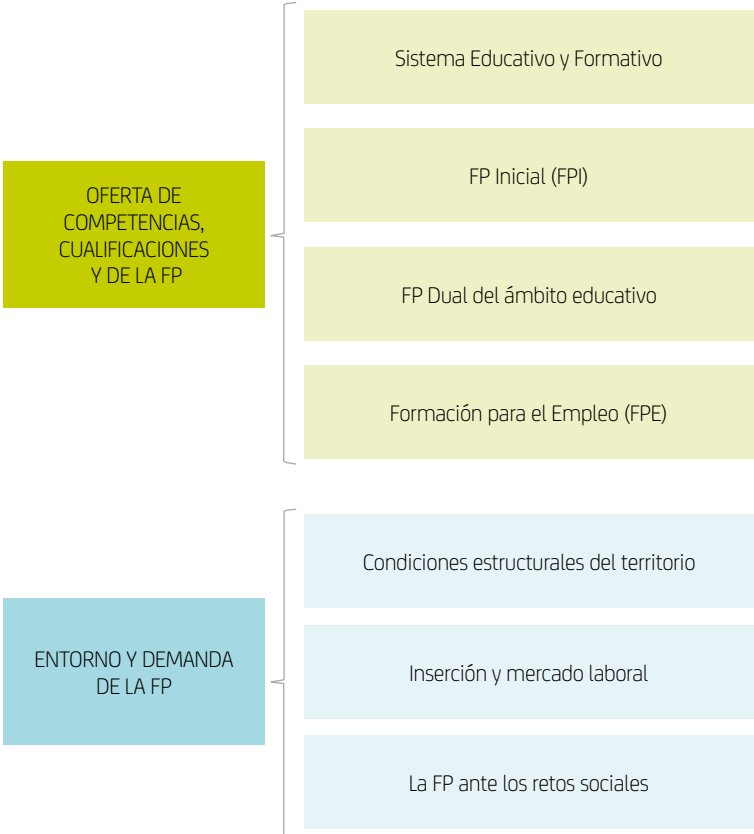 OFERTA DE
COMPETENCIAS,
CUALIFICACIONES
Y DE LA FP
Sistema Educativo y Formativo
FP Inicial (FPI)
FP Dual del ámbito educativo
Formación para el Empleo (FPE)
ENTORNO Y DEMANDA
DE LA FP
Condiciones estructurales del territorio
Inserción y mercado laboral
La FP ante los retos sociales